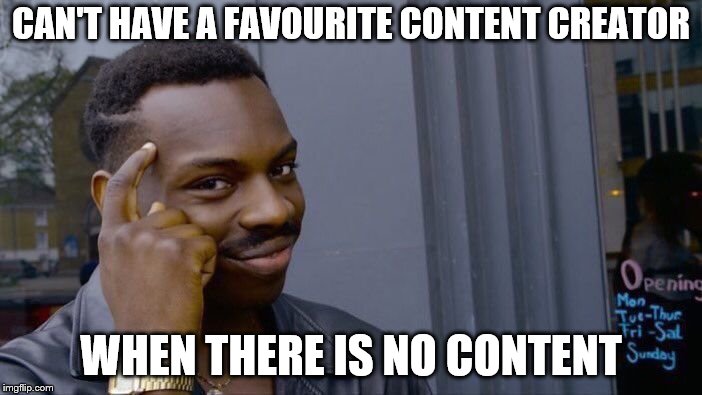 CAN'T HAVE A FAVOURITE CONTENT CREATOR
Opening
Mon
Tue-Thur
Fri -Sat
Sunday
WHEN THERE IS NO CONTENT
imgflip.com